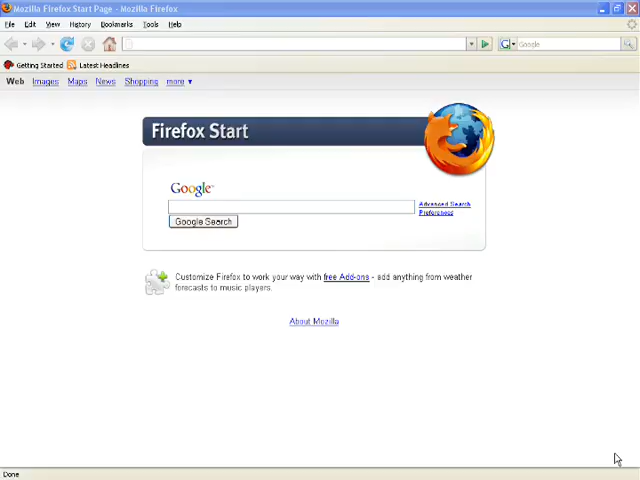 Mozilla Firefox Start Page - Mozilla Firefox
File Edit View History Bookmarks Tools Help
G Google
Getting Started Latest Headlines
Web Images Maps News Shopping more ▼
Firefox Start
Google™
Advanced Search
Preferences
Google Search
Customize Firefox to work your way with free Add-ons - add anything from weather
forecasts to music players.
About Mozilla
Done